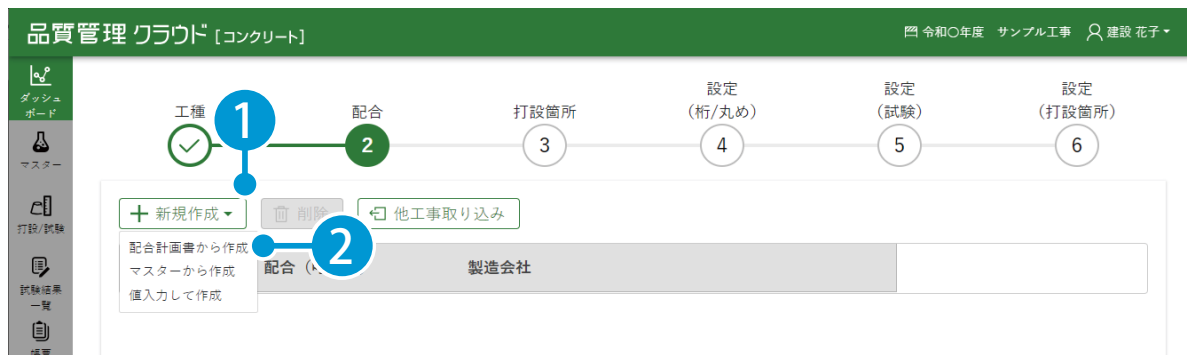 品質管理クラウド [コンクリート]
令和〇年度 サンプル工事 建設 花子
ダッシュ
ボード
マスター
打設/試験
試験結果
一覧
工種
配合
打設箇所
設定
(桁/丸め)
設定
(試験)
設定
(打設箇所)
2
3
4
5
6
1
新規作成
削除
他工事取り込み
配合計画書から作成
マスターから作成
値入力して作成
2
配合
製造会社